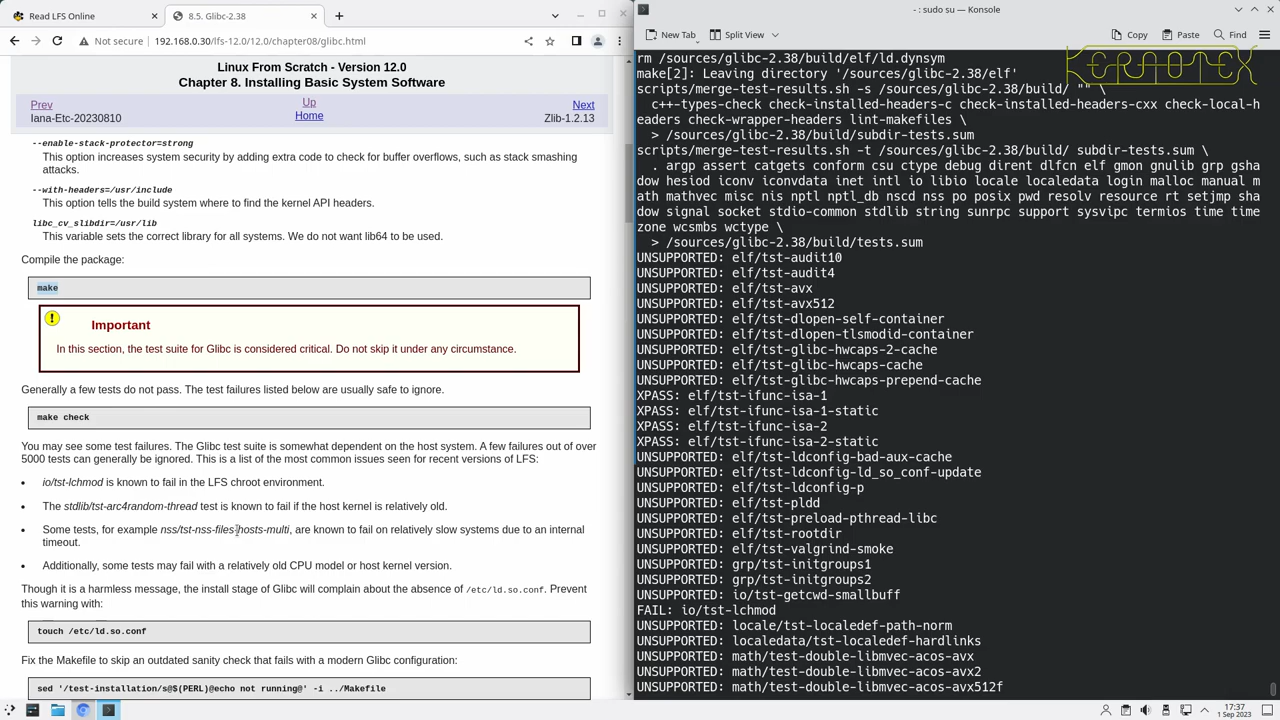 Read LFS Online
8.5. Glibc-2.38
Not secure
192.168.0.30/lfs-12.0/12.0/chapter08/glibc.html
Linux From Scratch - Version 12.0
Chapter 8. Installing Basic System Software
Prev
Up
Next
Iana-Etc-20230810
Home
Zlib-1.2.13
--enable-stack-protector=strong
This option increases system security by adding extra code to check for buffer overflows, such as stack smashing
attacks.
--with-headers=/usr/include
This option tells the build system where to find the kernel API headers.
libc_cv_slibdir=/usr/lib
This variable sets the correct library for all systems. We do not want lib64 to be used.
Compile the package:
make
Important
In this section, the test suite for Glibc is considered critical. Do not skip it under any circumstance.
Generally a few tests do not pass. The test failures listed below are usually safe to ignore.
make check
You may see some test failures. The Glibc test suite is somewhat dependent on the host system. A few failures out of over
5000 tests can generally be ignored. This is a list of the most common issues seen for recent versions of LFS:
• io/tst-lchmod is known to fail in the LFS chroot environment.
• The stdlib/tst-arc4random-thread test is known to fail if the host kernel is relatively old.
• Some tests, for example nss/tst-nss-files-hosts-multi, are known to fail on relatively slow systems due to an internal
timeout.
• Additionally, some tests may fail with a relatively old CPU model or host kernel version.
Though it is a harmless message, the install stage of Glibc will complain about the absence of /etc/ld.so.conf. Prevent
this warning with:
touch /etc/ld.so.conf
Fix the Makefile to skip an outdated sanity check that fails with a modern Glibc configuration:
sed '/test-installation/s@$(PERL)@echo not running@' -i ../Makefile
- : sudo su — Konsole
New Tab
Split View
Copy
Paste
Find
KERNOTEX
rm /sources/glibc-2.38/build/elf/ld.dynsym
make[2]: Leaving directory '/sources/glibc-2.38/elf'
scripts/merge-test-results.sh -s /sources/glibc-2.38/build/ "" \
c++-types-check check-installed-headers-c check-installed-headers-cxx check-local-h
eaders check-wrapper-headers lint-makefiles \
> /sources/glibc-2.38/build/subdir-tests.sum
scripts/merge-test-results.sh -t /sources/glibc-2.38/build/ subdir-tests.sum \
. argp assert catgets conform csu ctype debug dirent dlfcn elf gmon gnulib grp gsha
dow hesiod iconv iconvdata inet intl io libio locale localedata login malloc manual m
ath mathvec misc nis nptl nptl_db nscd nss po posix pwd resolv resource rt setjmp sha
dow signal socket stdio-common stdlib string sunrpc support sysvipc termios time time
zone wcsmbs wctype \
> /sources/glibc-2.38/build/tests.sum
UNSUPPORTED: elf/tst-audit10
UNSUPPORTED: elf/tst-audit4
UNSUPPORTED: elf/tst-avx
UNSUPPORTED: elf/tst-avx512
UNSUPPORTED: elf/tst-dlopen-self-container
UNSUPPORTED: elf/tst-dlopen-tlsmodid-container
UNSUPPORTED: elf/tst-glibc-hwcaps-2-cache
UNSUPPORTED: elf/tst-glibc-hwcaps-cache
UNSUPPORTED: elf/tst-glibc-hwcaps-prepend-cache
XPASS: elf/tst-ifunc-isa-1
XPASS: elf/tst-ifunc-isa-1-static
XPASS: elf/tst-ifunc-isa-2
XPASS: elf/tst-ifunc-isa-2-static
UNSUPPORTED: elf/tst-ldconfig-bad-aux-cache
UNSUPPORTED: elf/tst-ldconfig-ld_so_conf-update
UNSUPPORTED: elf/tst-ldconfig-p
UNSUPPORTED: elf/tst-pldd
UNSUPPORTED: elf/tst-preload-pthread-libc
UNSUPPORTED: elf/tst-rootdir
UNSUPPORTED: elf/tst-valgrind-smoke
UNSUPPORTED: grp/tst-initgroups1
UNSUPPORTED: grp/tst-initgroups2
UNSUPPORTED: io/tst-getcwd-smallbuff
FAIL: io/tst-lchmod
UNSUPPORTED: locale/tst-localedef-path-norm
UNSUPPORTED: localedata/tst-localedef-hardlinks
UNSUPPORTED: math/test-double-libmvec-acos-avx
UNSUPPORTED: math/test-double-libmvec-acos-avx2
UNSUPPORTED: math/test-double-libmvec-acos-avx512f
17:37
1 Sep 2023